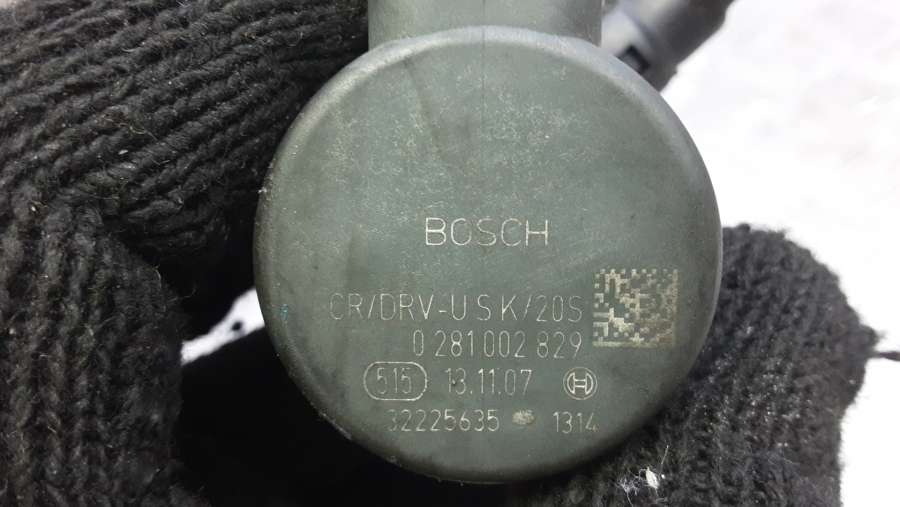 BOSCH
CR/DRV-USK/20S
0 281 002 829
515 13.11.07
32225635 1314